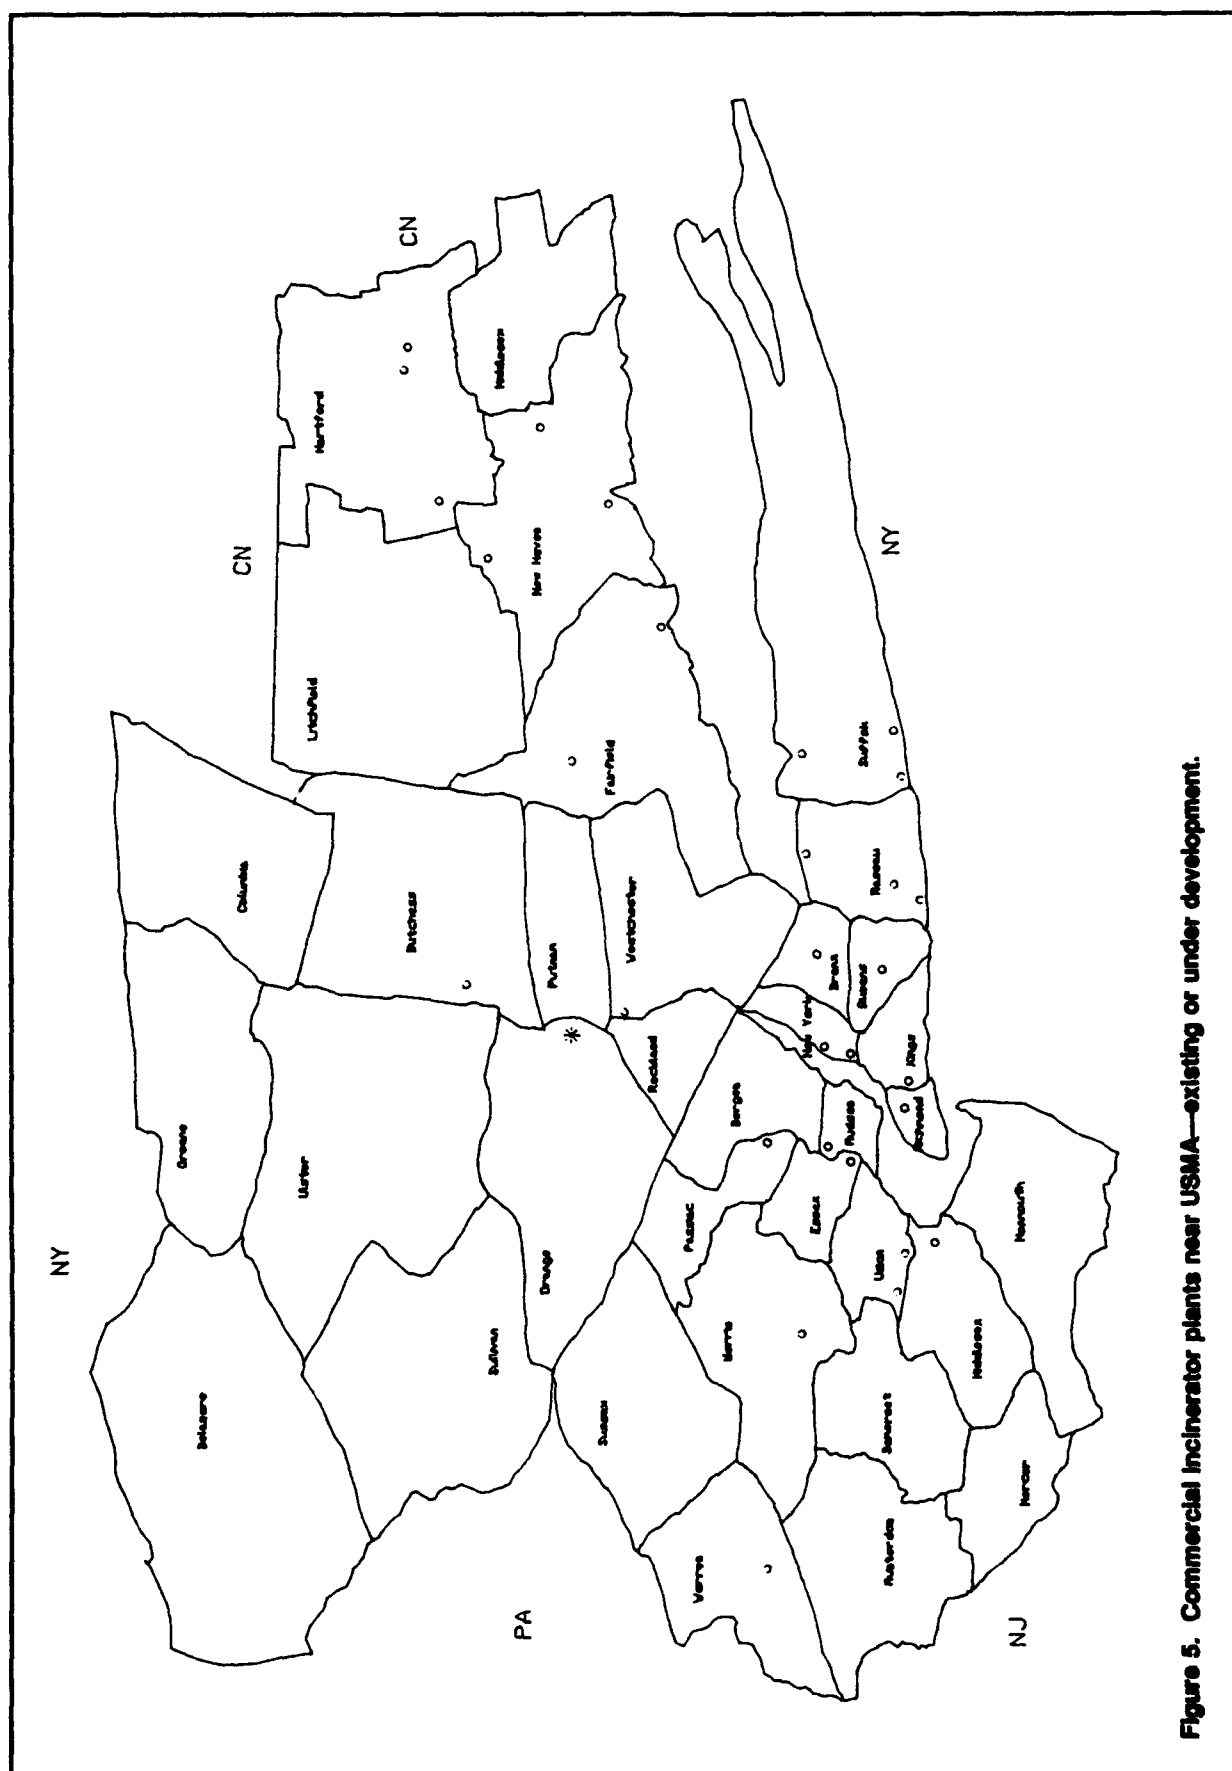 NY
CN
CN
Delaware
Greene
Columbia
Litchfield
Hartford
Ulster
Dutchess
Sullivan
Middlesex
Orange
Putnam
New Haven
PA
Sussex
Rockland
Westchester
Fairfield
Warren
Passaic
Bergen
Morris
New York
Bronx
Essex
Hudson
Queens
Nassau
Suffolk
NY
Union
Kings
Hunterdon
Somerset
Richmond
Middlesex
Monmouth
Mercer
NJ
Figure 5. Commercial incinerator plants near USMA—existing or under development.